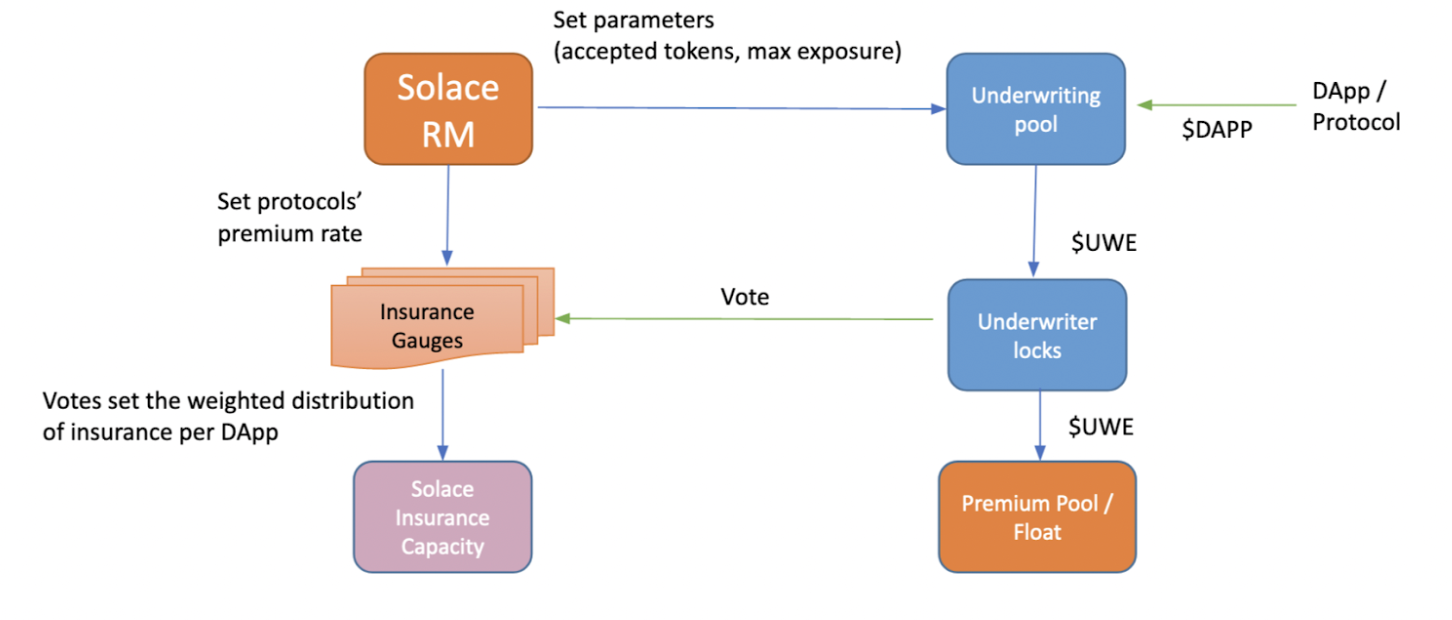 Set parameters
(accepted tokens, max exposure)
Solace
RM
Underwriting
pool
DApp /
Protocol
$DAPP
Set protocols’
premium rate
$UWE
Insurance
Gauges
Vote
Underwriter
locks
Votes set the weighted distribution
of insurance per DApp
$UWE
Solace
Insurance
Capacity
Premium Pool /
Float